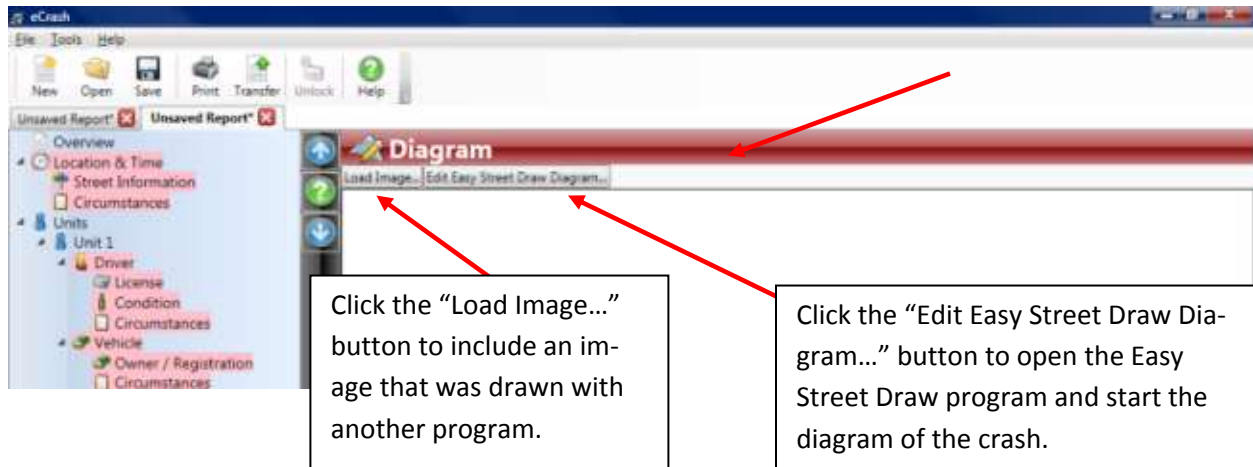 eCrash
File Tools Help
New Open Save Print Transfer Unlock Help
Unsaved Report* Unsaved Report*
Overview
Location & Time
Street Information
Circumstances
Units
Unit 1
Driver
License
Condition
Circumstances
Vehicle
Owner / Registration
Circumstances
Diagram
Load Image... Edit Easy Street Draw Diagram...
Click the “Load Image…”
button to include an im-
age that was drawn with
another program.
Click the “Edit Easy Street Draw Dia-
gram…” button to open the Easy
Street Draw program and start the
diagram of the crash.